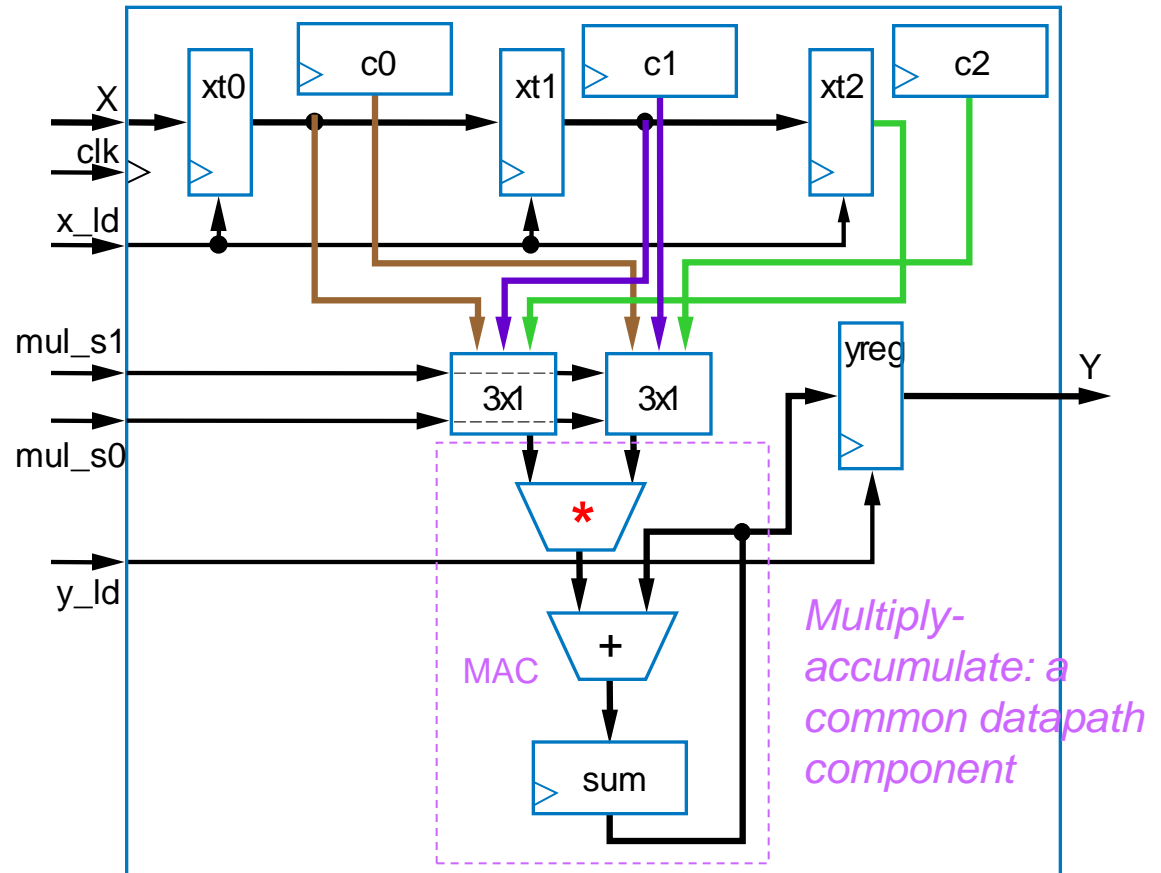 c0
c1
c2
xt0
xt1
xt2
X
clk
x_ld
mul_s1
3x1
3x1
yreg
Y
mul_s0
*
y_ld
+
MAC
Multiply-
accumulate: a
common datapath
component
sum